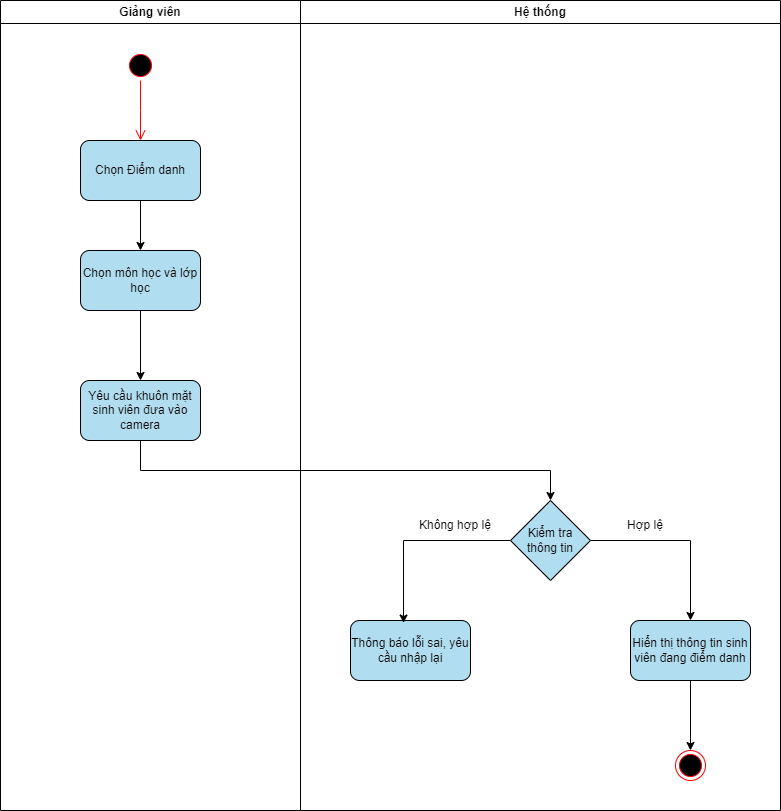 Giảng viên
Hệ thống
Chọn Điểm danh
Chọn môn học và lớp
học
Yêu cầu khuôn mặt
sinh viên đưa vào
camera
Kiểm tra
thông tin
Không hợp lệ
Hợp lệ
Thông báo lỗi sai, yêu
cầu nhập lại
Hiển thị thông tin sinh
viên đang điểm danh